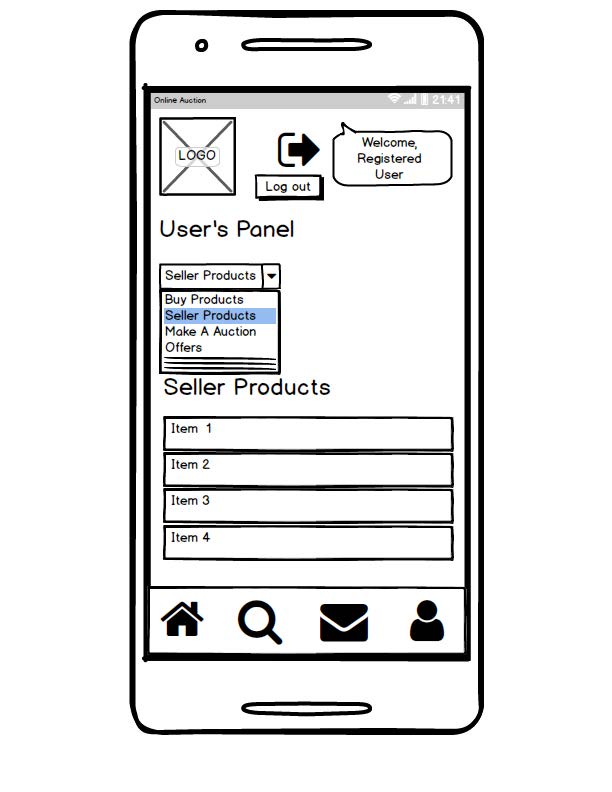 Online Auction
21:41
LOGO
Log out
Welcome,
Registered
User
User's Panel
Seller Products
Buy Products
Seller Products
Make A Auction
Offers
Seller Products
Item 1
Item 2
Item 3
Item 4